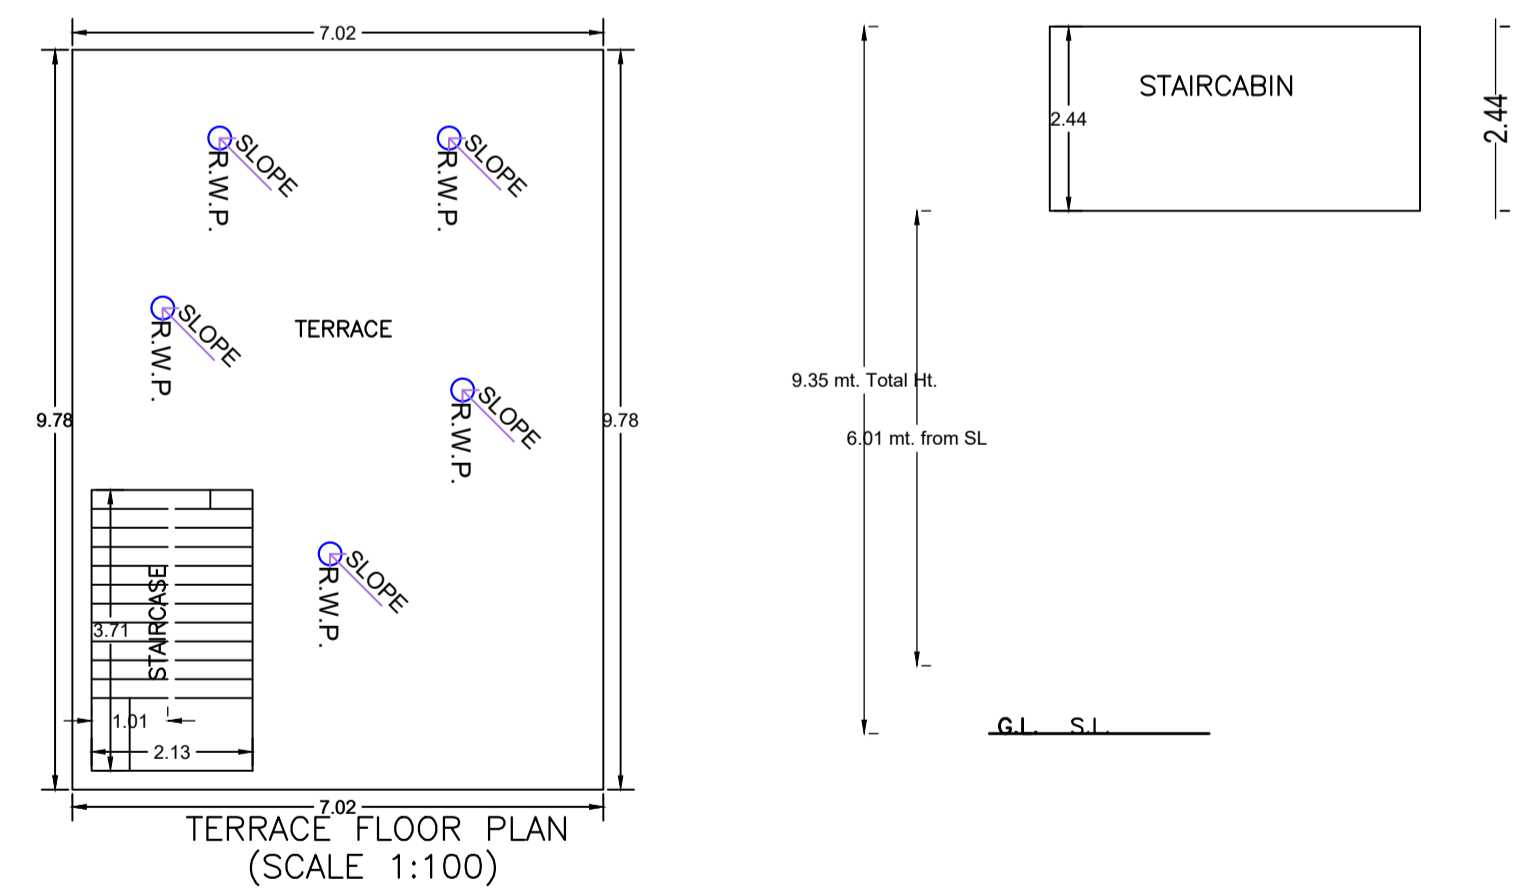 7.02
SLOPE
R.W.P.
SLOPE
R.W.P.
SLOPE
R.W.P.
TERRACE
SLOPE
R.W.P.
9.78
9.78
SLOPE
R.W.P.
STAIRCASE
3.71
1.01
2.13
7.02
TERRACE FLOOR PLAN
(SCALE 1:100)
STAIRCABIN
2.44
2.44
9.35 mt. Total Ht.
6.01 mt. from SL
G.L. S.L.